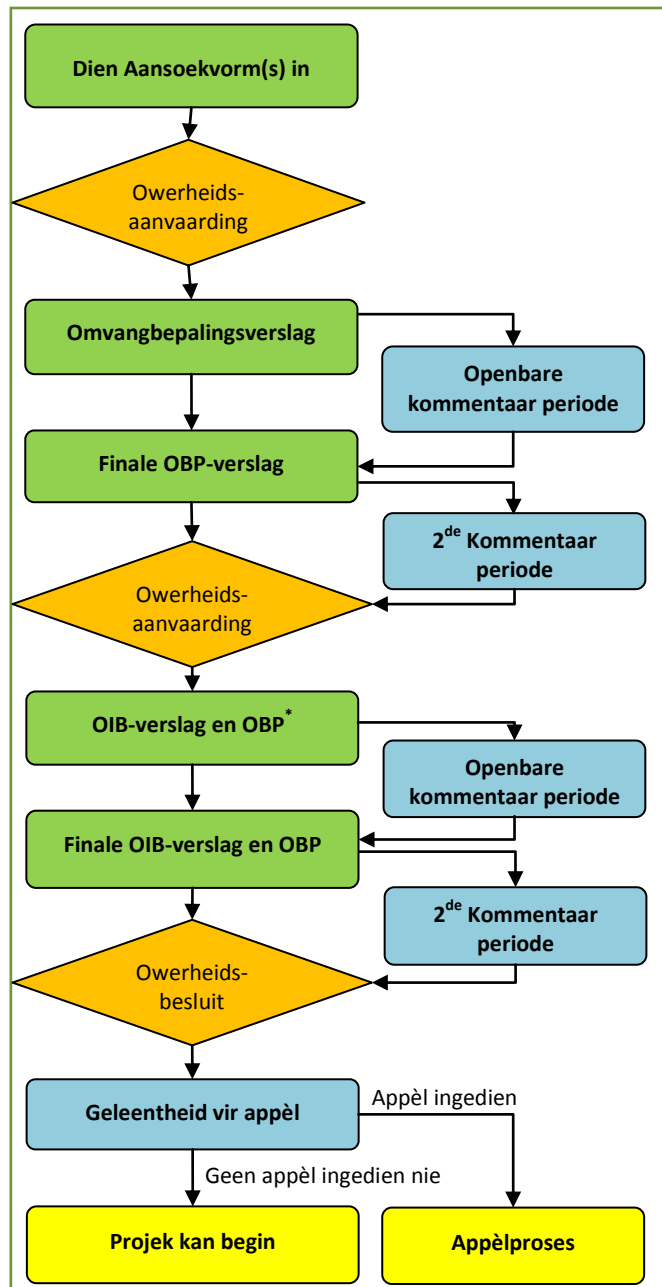 Dien Aansoekvorm(s) in
Owerheids-
aanvaarding
Omvangbepalingsverslag
Openbare
kommentaar periode
Finale OBP-verslag
2de Kommentaar
periode
Owerheids-
aanvaarding
OIB-verslag en OBP*
Openbare
kommentaar periode
Finale OIB-verslag en OBP
2de Kommentaar
periode
Owerheids-
besluit
Geleentheid vir appèl
Appèl ingedien
Geen appèl ingedien nie
Projek kan begin
Appèlproses